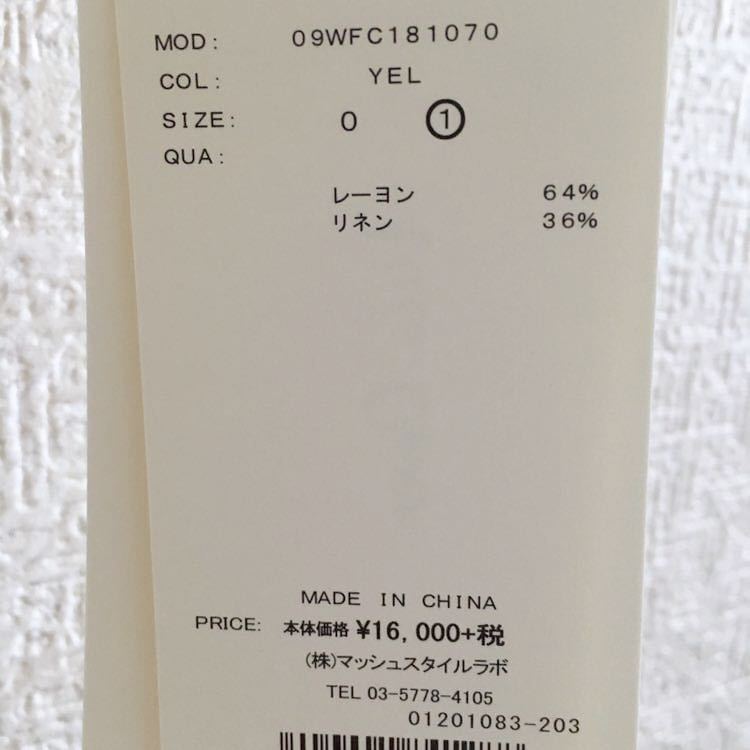 MOD: 09WFC181070
COL: YEL
SIZE: 0 ①
QUA:
レーヨン 64%
リネン 36%
MADE IN CHINA
PRICE: 本体価格 ¥16,000+税
(株)マッシュスタイルラボ
TEL 03-5778-4105
01201083-203